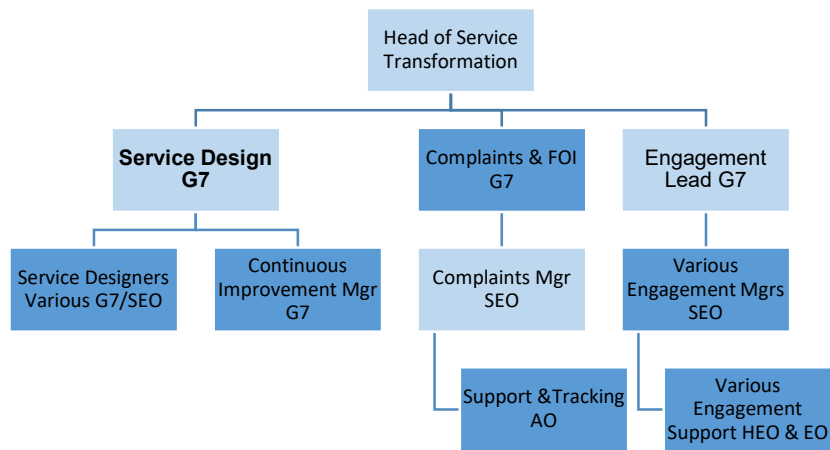 Head of Service
Transformation
Service Design
G7
Complaints & FOI
G7
Engagement
Lead G7
Service Designers
Various G7/SEO
Continuous
Improvement Mgr
G7
Complaints Mgr
SEO
Various
Engagement Mgrs
SEO
Support &Tracking
AO
Various
Engagement
Support HEO & EO